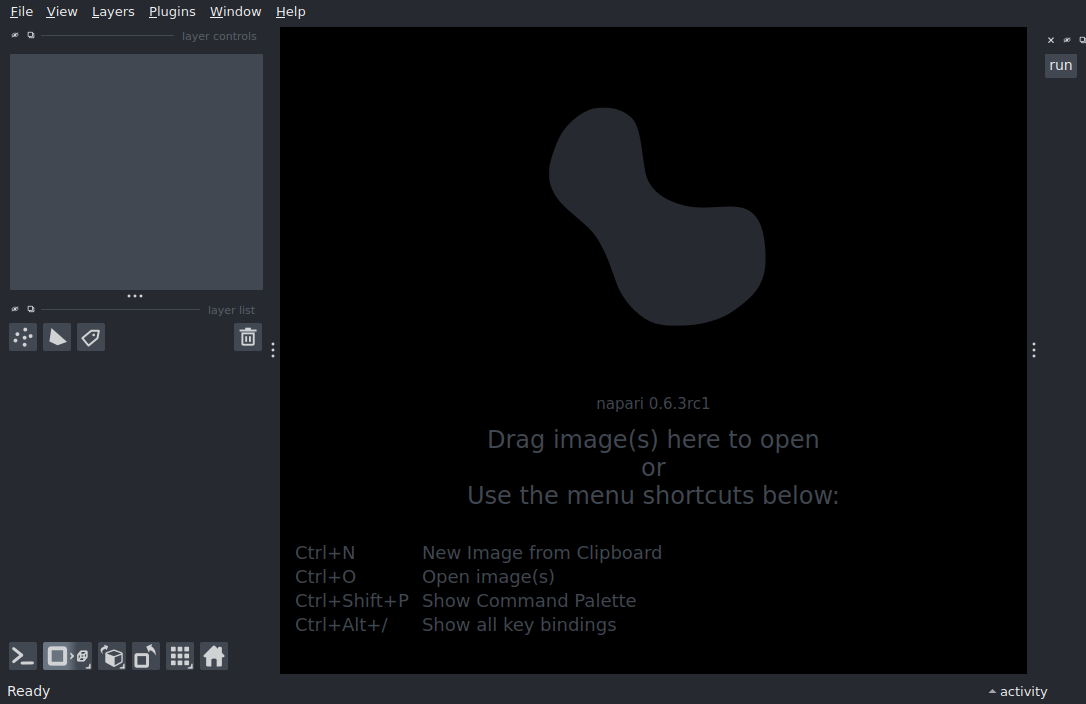 File View Layers Plugins Window Help
layer controls
run
layer list
napari 0.6.3rc1
Drag image(s) here to open
or
Use the menu shortcuts below:
Ctrl+N New Image from Clipboard
Ctrl+O Open image(s)
Ctrl+Shift+P Show Command Palette
Ctrl+Alt+/ Show all key bindings
Ready
activity